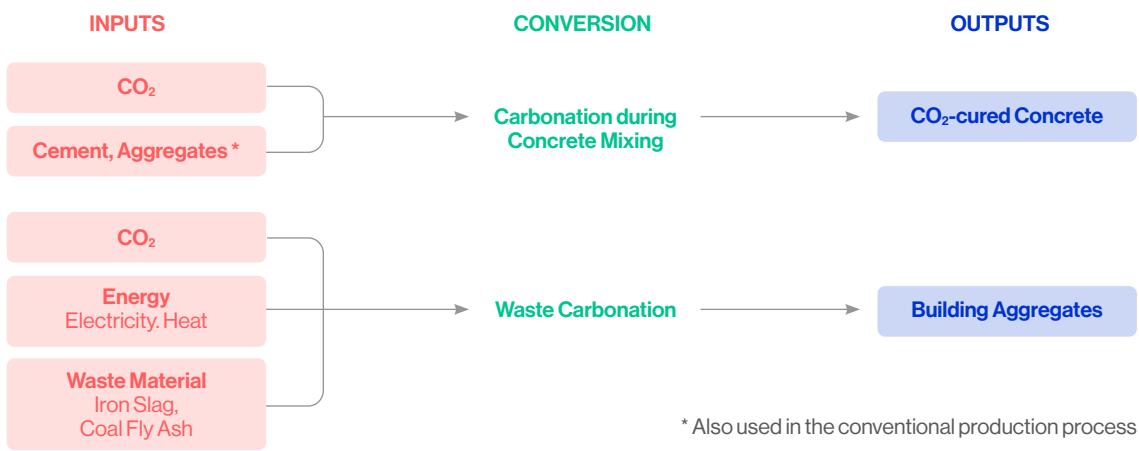 INPUTS
CONVERSION
OUTPUTS
CO₂
Cement, Aggregates *
Carbonation during
Concrete Mixing
CO₂-cured Concrete
CO₂
Energy
Electricity. Heat
Waste Material
Iron Slag,
Coal Fly Ash
Waste Carbonation
Building Aggregates
* Also used in the conventional production process